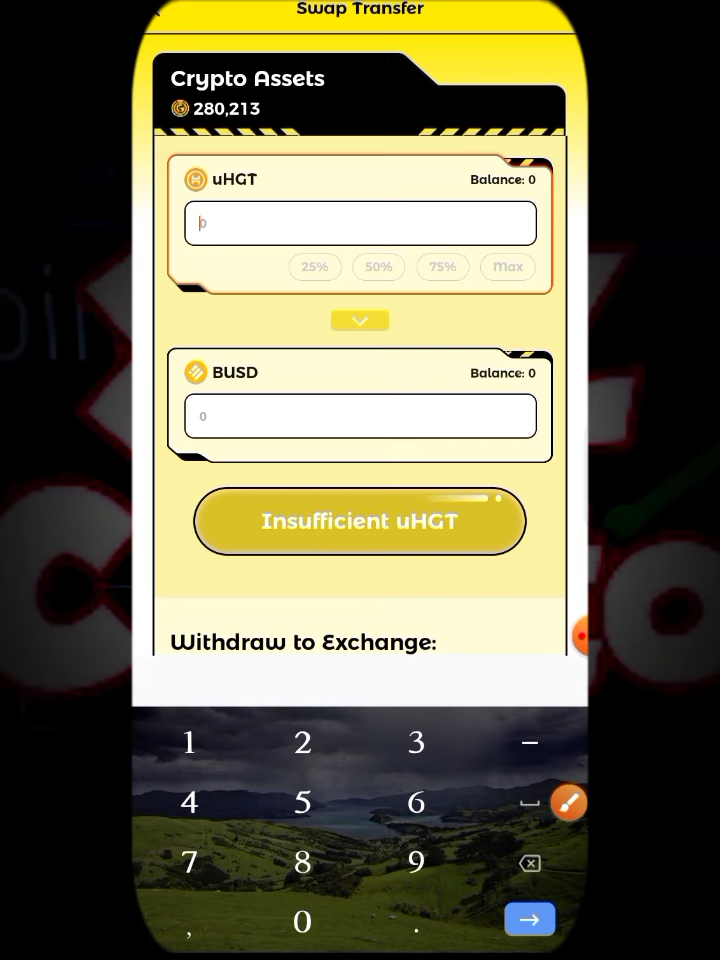 Swap Transfer
Crypto Assets
280,213
uHGT
Balance: 0
0
25%
50%
75%
Max
BUSD
Balance: 0
0
Insufficient uHGT
Withdraw to Exchange:
1 2 3 –
4 5 6
7 8 9
, 0 .